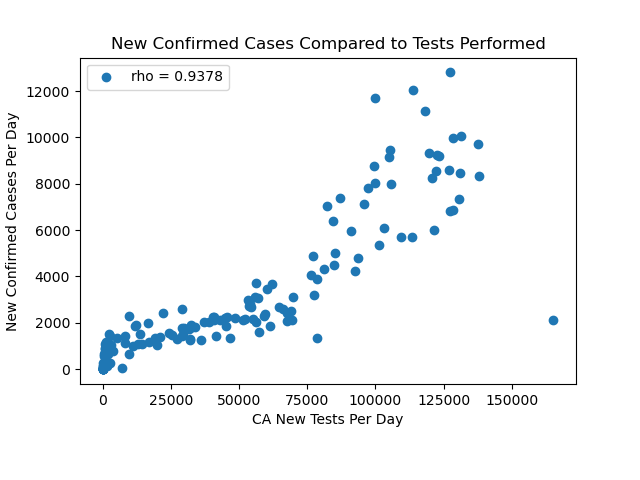 New Confirmed Cases Compared to Tests Performed
rho = 0.9378
New Confirmed Caeses Per Day
12000
10000
8000
6000
4000
2000
0
0 25000 50000 75000 100000 125000 150000
CA New Tests Per Day